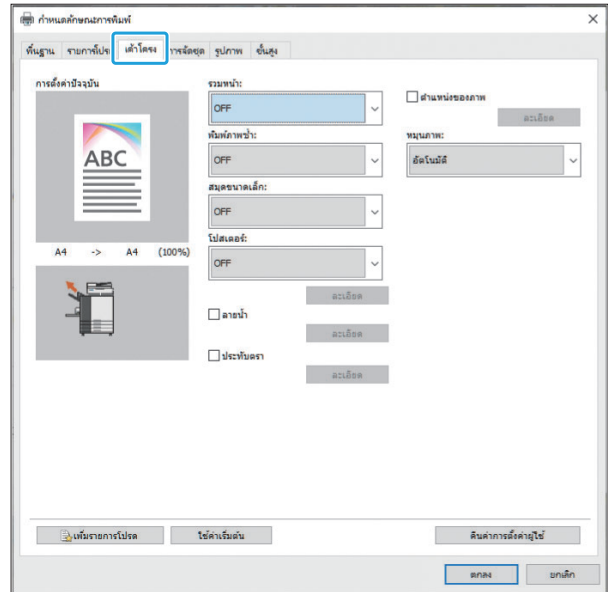 กำหนดลักษณะการพิมพ์
พื้นฐาน รายการโปร เค้าโครง การจัดชุด รูปภาพ ขั้นสูง
การตั้งค่าปัจจุบัน
ABC
A4 -> A4 (100%)
รวมหน้า:
OFF
พิมพ์ภาพซ้ำ:
OFF
สมุดขนาดเล็ก:
OFF
โปสเตอร์:
OFF
ละเอียด
ลายน้ำ
ละเอียด
ประทับตรา
ละเอียด
ตำแหน่งของภาพ
ละเอียด
หมุนภาพ:
อัตโนมัติ
เพิ่มรายการโปรด ใช้ค่าเริ่มต้น คืนค่าการตั้งค่าผู้ใช้
ตกลง ยกเลิก